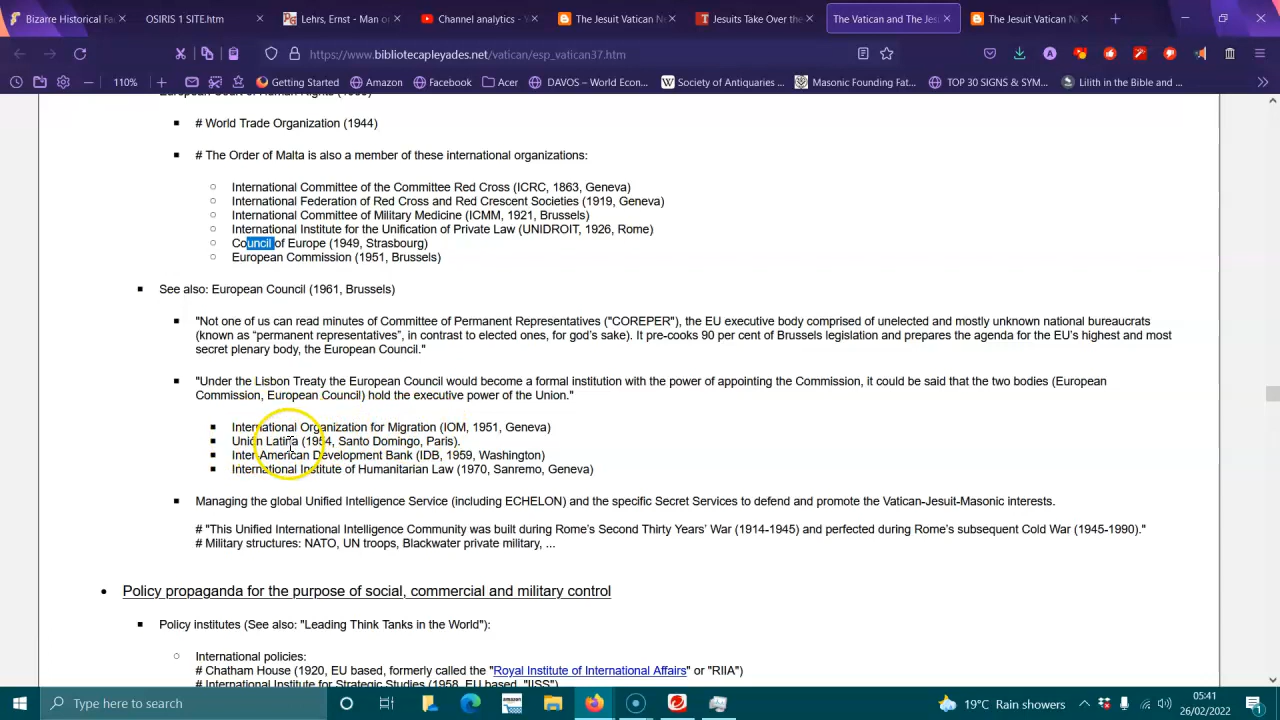 Bizarre Historical Fa
OSIRIS 1 SITE.htm
Lehrs, Ernst - Man o
Channel analytics - Y
The Jesuit Vatican Ne
Jesuits Take Over the
The Vatican and The Jes
The Jesuit Vatican Ne
https://www.bibliotecapleyades.net/vatican/esp_vatican37.htm
110%
Getting Started
Amazon
Facebook
Acer
DAVOS – World Econ...
Society of Antiquaries ...
Masonic Founding Fat...
TOP 30 SIGNS & SYM...
Lilith in the Bible and ...
# World Trade Organization (1944)
# The Order of Malta is also a member of these international organizations:
International Committee of the Committee Red Cross (ICRC, 1863, Geneva)
International Federation of Red Cross and Red Crescent Societies (1919, Geneva)
International Committee of Military Medicine (ICMM, 1921, Brussels)
International Institute for the Unification of Private Law (UNIDROIT, 1926, Rome)
Council of Europe (1949, Strasbourg)
European Commission (1951, Brussels)
See also: European Council (1961, Brussels)
"Not one of us can read minutes of Committee of Permanent Representatives ("COREPER"), the EU executive body comprised of unelected and mostly unknown national bureaucrats
(known as “permanent representatives”, in contrast to elected ones, for god's sake). It pre-cooks 90 per cent of Brussels legislation and prepares the agenda for the EU's highest and most
secret plenary body, the European Council."
"Under the Lisbon Treaty the European Council would become a formal institution with the power of appointing the Commission, it could be said that the two bodies (European
Commission, European Council) hold the executive power of the Union."
International Organization for Migration (IOM, 1951, Geneva)
Unión Latina (1954, Santo Domingo, Paris).
Inter-American Development Bank (IDB, 1959, Washington)
International Institute of Humanitarian Law (1970, Sanremo, Geneva)
Managing the global Unified Intelligence Service (including ECHELON) and the specific Secret Services to defend and promote the Vatican-Jesuit-Masonic interests.
# "This Unified International Intelligence Community was built during Rome's Second Thirty Years' War (1914-1945) and perfected during Rome's subsequent Cold War (1945-1990)."
# Military structures: NATO, UN troops, Blackwater private military, ...
Policy propaganda for the purpose of social, commercial and military control
Policy institutes (See also: "Leading Think Tanks in the World"):
International policies:
# Chatham House (1920, EU based, formerly called the "Royal Institute of International Affairs" or "RIIA")
# International Institute for Strategic Studies (1958, EU based, "IISS")
Type here to search
19°C Rain showers
05:41
26/02/2022